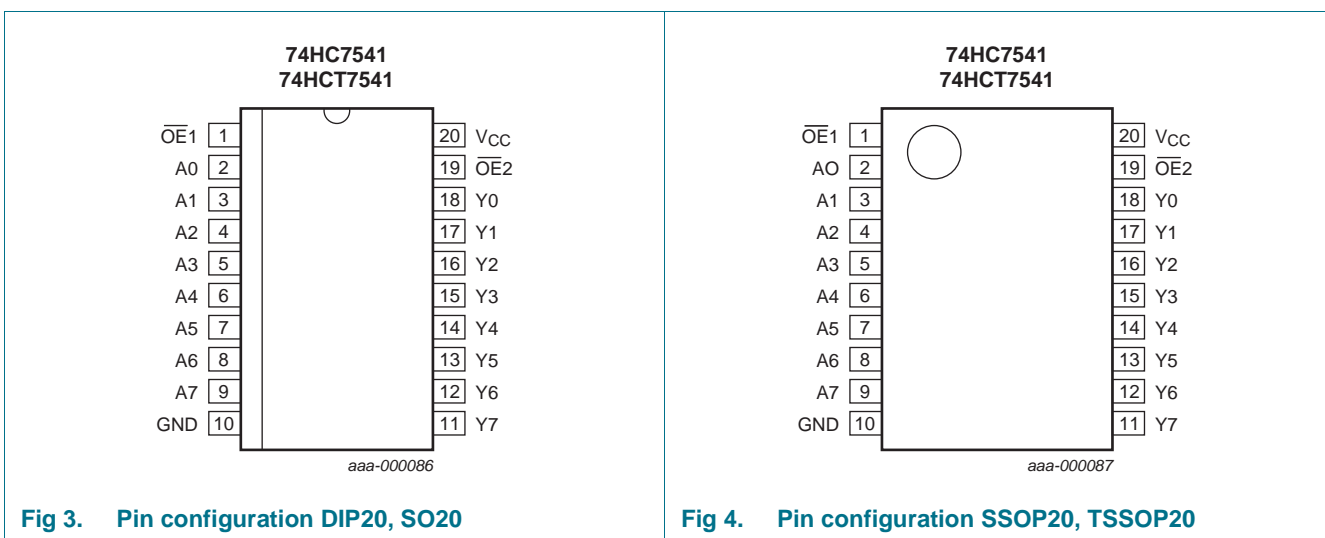 74HC7541
74HCT7541
OE1 1
20 VCC
A0 2
19 OE2
A1 3
18 Y0
A2 4
17 Y1
A3 5
16 Y2
A4 6
15 Y3
A5 7
14 Y4
A6 8
13 Y5
A7 9
12 Y6
GND 10
11 Y7
aaa-000086
Fig 3. Pin configuration DIP20, SO20
74HC7541
74HCT7541
OE1 1
20 VCC
AO 2
19 OE2
A1 3
18 Y0
A2 4
17 Y1
A3 5
16 Y2
A4 6
15 Y3
A5 7
14 Y4
A6 8
13 Y5
A7 9
12 Y6
GND 10
11 Y7
aaa-000087
Fig 4. Pin configuration SSOP20, TSSOP20